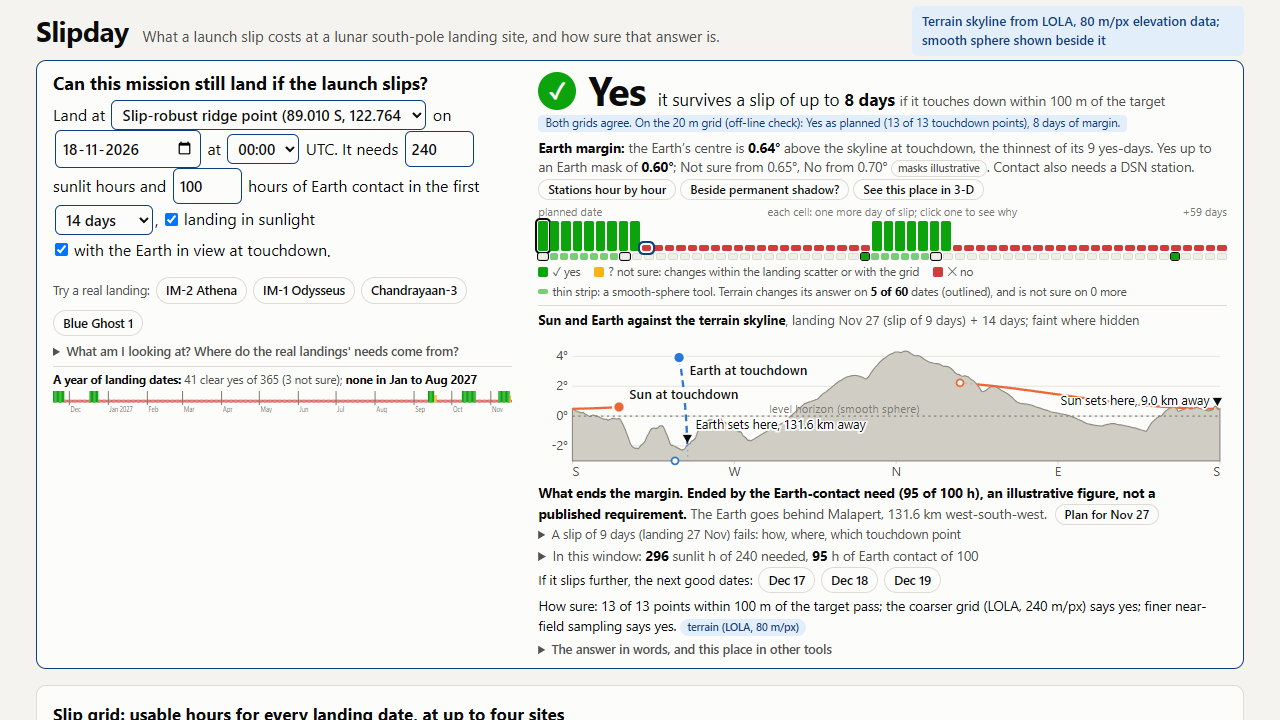 Slipday What a launch slip costs at a lunar south-pole landing site, and how sure that answer is.
Terrain skyline from LOLA, 80 m/px elevation data;
smooth sphere shown beside it
Can this mission still land if the launch slips?
Land at Slip-robust ridge point (89.010 S, 122.764 on
18-11-2026 at 00:00 UTC. It needs 240
sunlit hours and 100 hours of Earth contact in the first
14 days , landing in sunlight
with the Earth in view at touchdown.
Try a real landing: IM-2 Athena IM-1 Odysseus Chandrayaan-3
Blue Ghost 1
What am I looking at? Where do the real landings' needs come from?
A year of landing dates: 41 clear yes of 365 (3 not sure); none in Jan to Aug 2027
Dec Jan 2027 Feb Mar Apr May Jun Jul Aug Sep Oct Nov
✓ Yes it survives a slip of up to 8 days if it touches down within 100 m of the target
Both grids agree. On the 20 m grid (off-line check): Yes as planned (13 of 13 touchdown points), 8 days of margin.
Earth margin: the Earth's centre is 0.64° above the skyline at touchdown, the thinnest of its 9 yes-days. Yes up to
an Earth mask of 0.60°; Not sure from 0.65°, No from 0.70° masks illustrative . Contact also needs a DSN station.
Stations hour by hour Beside permanent shadow? See this place in 3-D
planned date each cell: one more day of slip; click one to see why +59 days
✓ yes ? not sure: changes within the landing scatter or with the grid ✕ no
thin strip: a smooth-sphere tool. Terrain changes its answer on 5 of 60 dates (outlined), and is not sure on 0 more
Sun and Earth against the terrain skyline, landing Nov 27 (slip of 9 days) + 14 days; faint where hidden
4°
2°
0°
-2°
Earth at touchdown
Sun at touchdown
level horizon (smooth sphere)
Earth sets here, 131.6 km away
Sun sets here, 9.0 km away
S W N E S
What ends the margin. Ended by the Earth-contact need (95 of 100 h), an illustrative figure, not a
published requirement. The Earth goes behind Malapert, 131.6 km west-south-west. Plan for Nov 27
A slip of 9 days (landing 27 Nov) fails: how, where, which touchdown point
In this window: 296 sunlit h of 240 needed, 95 h of Earth contact of 100
If it slips further, the next good dates: Dec 17 Dec 18 Dec 19
How sure: 13 of 13 points within 100 m of the target pass; the coarser grid (LOLA, 240 m/px) says yes; finer near-
field sampling says yes. terrain (LOLA, 80 m/px)
The answer in words, and this place in other tools
Slip grid: usable hours for every landing date, at up to four sites